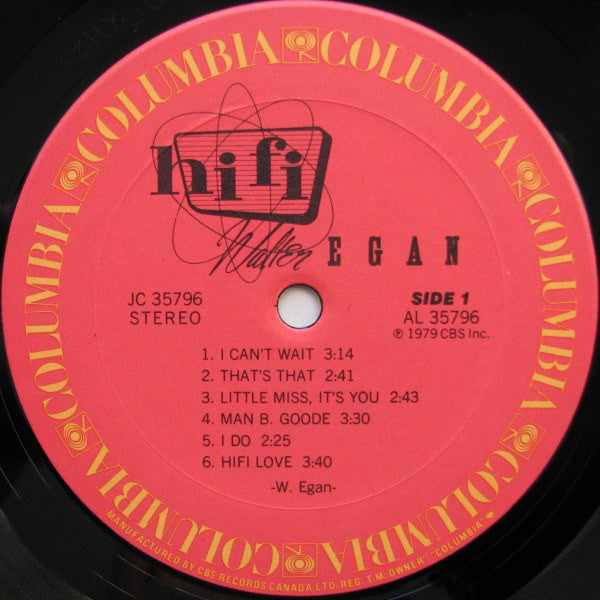 COLUMBIA COLUMBIA COLUMBIA COLUMBIA COLUMBIA COLUMBIA
hifi
Walter EGAN
JC 35796
STEREO
SIDE 1
AL 35796
℗ 1979 CBS Inc.
1. I CAN'T WAIT 3:14
2. THAT'S THAT 2:41
3. LITTLE MISS, IT'S YOU 2:43
4. MAN B. GOODE 3:30
5. I DO 2:25
6. HIFI LOVE 3:40
-W. Egan-
MANUFACTURED BY CBS RECORDS CANADA LTD. REG. T.M. OWNER "COLUMBIA"